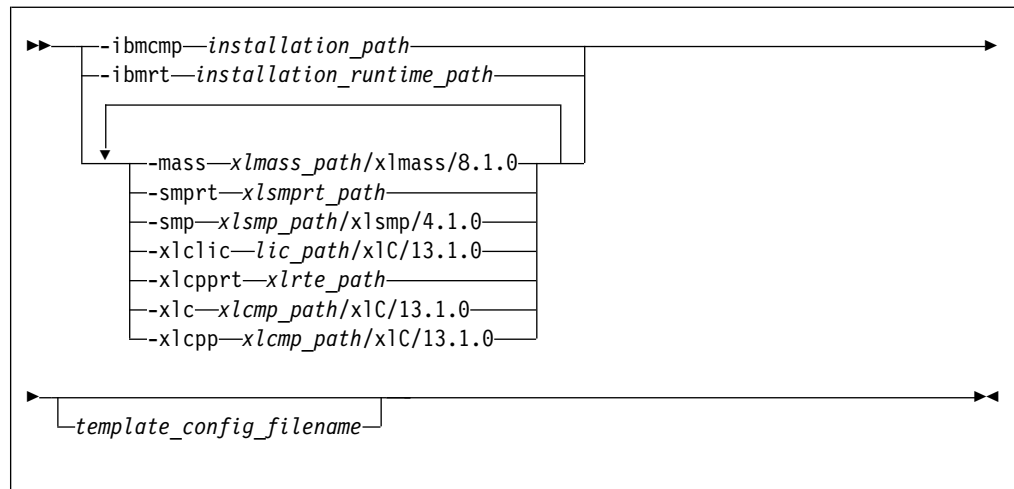 -ibmcmp installation_path
-ibmrt installation_runtime_path
-mass xlmass_path/xlmass/8.1.0
-smprt xlsmprt_path
-smp xlsmp_path/xlsmp/4.1.0
-xlclic lic_path/xlC/13.1.0
-xlcpprt xlrte_path
-xlc xlcmp_path/xlC/13.1.0
-xlcpp xlcmp_path/xlC/13.1.0
template_config_filename